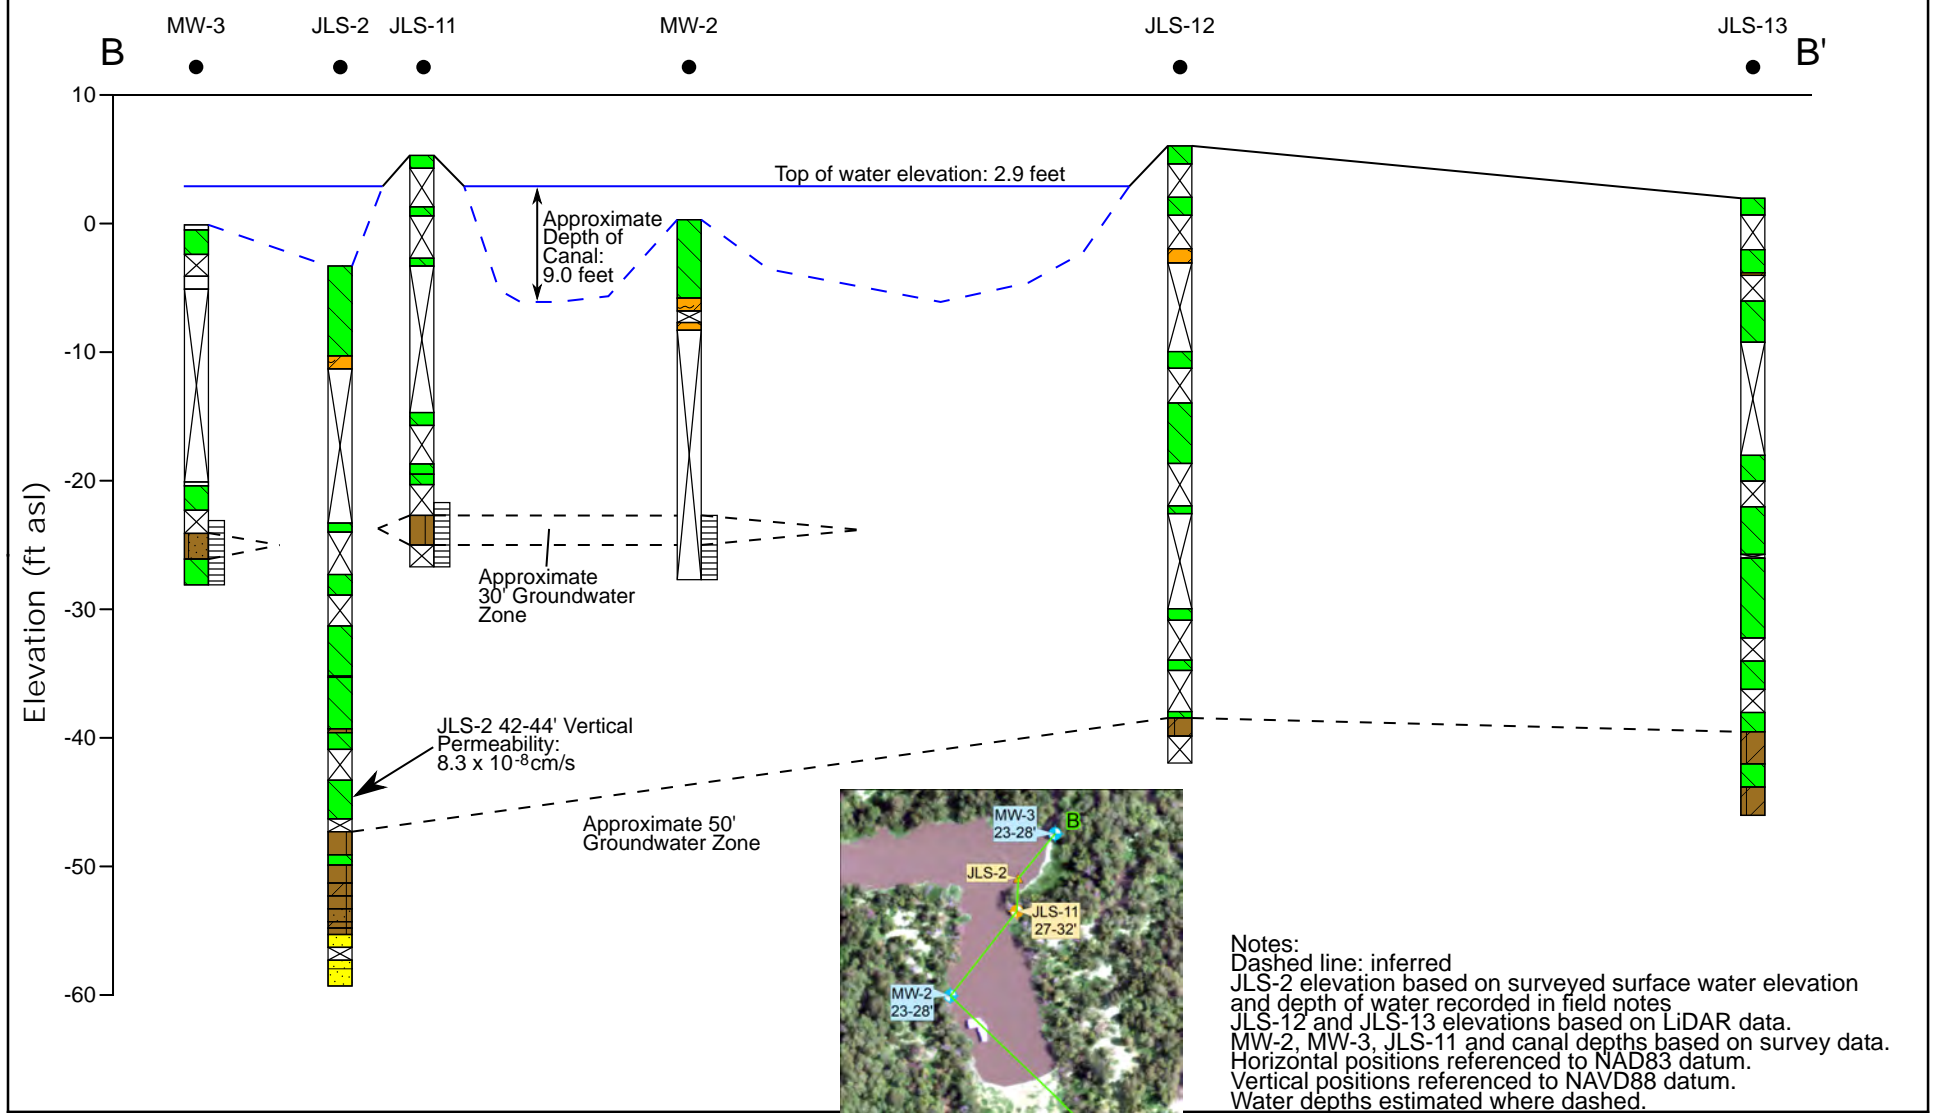 MW-3
JLS-2
JLS-11
MW-2
JLS-12
JLS-13
B
B'
10
0
-10
-20
-30
-40
-50
-60
Elevation (ft asl)
Top of water elevation: 2.9 feet
Approximate
Depth of
Canal:
9.0 feet
Approximate
30' Groundwater
Zone
JLS-2 42-44' Vertical
Permeability:
8.3 x 10⁻⁸cm/s
Approximate 50'
Groundwater Zone
MW-3
23-28'
B
JLS-2
JLS-11
27-32'
MW-2
23-28'
Notes:
Dashed line: inferred
JLS-2 elevation based on surveyed surface water elevation
and depth of water recorded in field notes
JLS-12 and JLS-13 elevations based on LiDAR data.
MW-2, MW-3, JLS-11 and canal depths based on survey data.
Horizontal positions referenced to NAD83 datum.
Vertical positions referenced to NAVD88 datum.
Water depths estimated where dashed.